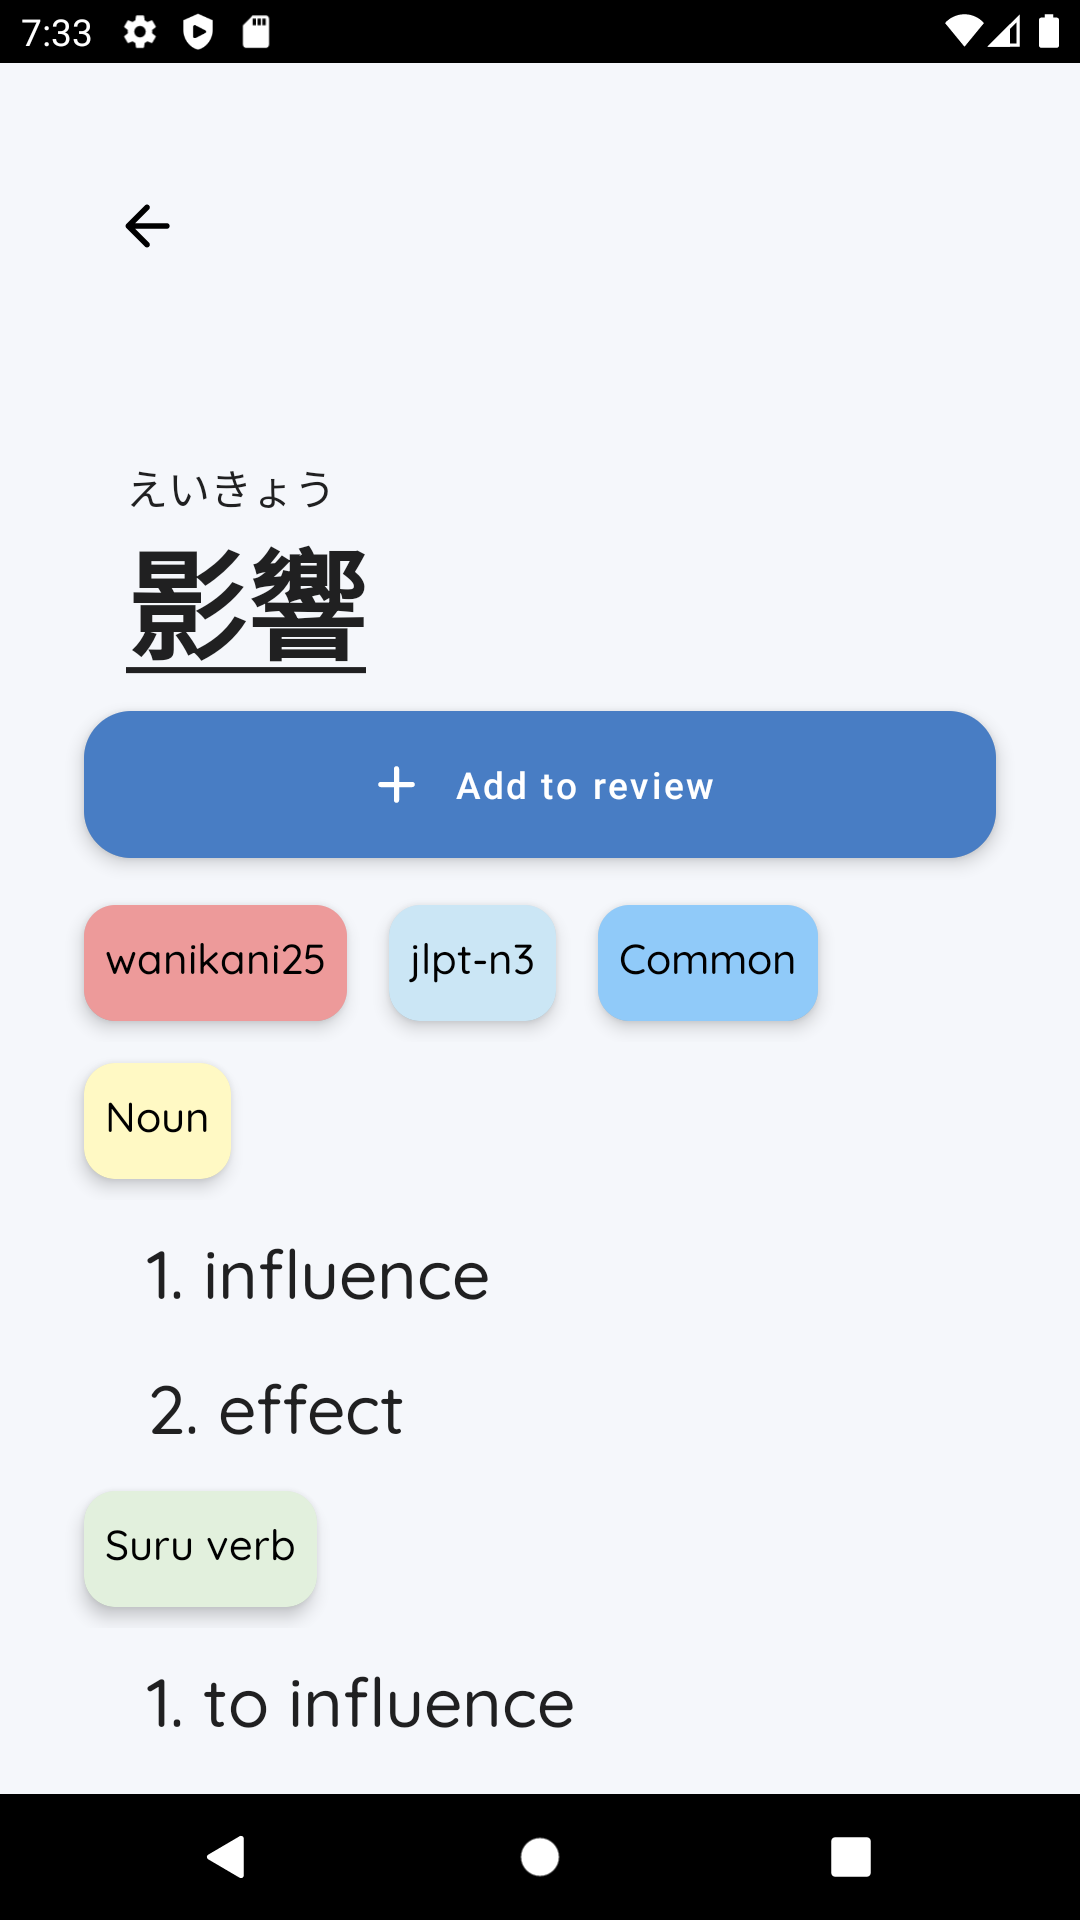 7:33
えいきょう
影響
Add to review
wanikani25 jlpt-n3 Common
Noun
1. influence
2. effect
Suru verb
1. to influence